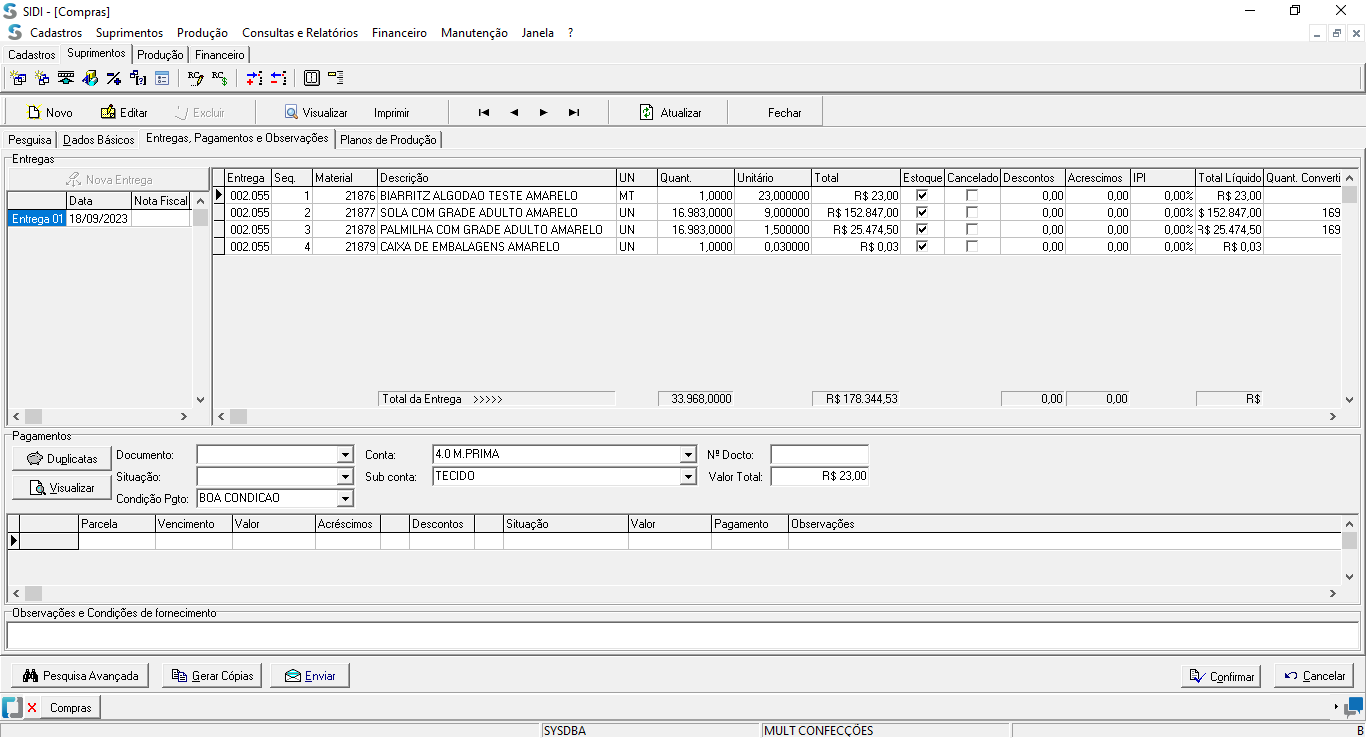 SIDI - [Compras]
Cadastros Suprimentos Produção Consultas e Relatórios Financeiro Manutenção Janela ?
Cadastros Suprimentos Produção Financeiro
Novo Editar Excluir Visualizar Imprimir Atualizar Fechar
Pesquisa Dados Básicos Entregas, Pagamentos e Observações Planos de Produção
Entregas
Nova Entrega
Data Nota Fiscal
Entrega 01 18/09/2023
Entrega Seq. Material Descrição UN Quant. Unitário Total Estoque Cancelado Descontos Acrescimos IPI Total Líquido Quant. Converti
002.055 1 21876 BIARRITZ ALGODAO TESTE AMARELO MT 1,0000 23,000000 R$ 23,00 0,00 0,00 0,00% R$ 23,00
002.055 2 21877 SOLA COM GRADE ADULTO AMARELO UN 16.983,0000 9,000000 R$ 152.847,00 0,00 0,00 0,00% $ 152.847,00 169
002.055 3 21878 PALMILHA COM GRADE ADULTO AMARELO UN 16.983,0000 1,500000 R$ 25.474,50 0,00 0,00 0,00% R$ 25.474,50 169
002.055 4 21879 CAIXA DE EMBALAGENS AMARELO UN 1,0000 0,030000 R$ 0,03 0,00 0,00 0,00% R$ 0,03
Total da Entrega >>>>> 33.968,0000 R$ 178.344,53 0,00 0,00 R$
Pagamentos
Duplicatas Documento: Conta: 4.0 M.PRIMA Nº Docto:
Visualizar Situação: Sub conta: TECIDO Valor Total: R$ 23,00
Condição Pgto: BOA CONDICAO
Parcela Vencimento Valor Acréscimos Descontos Situação Valor Pagamento Observações
Observações e Condições de fornecimento
Pesquisa Avançada Gerar Cópias Enviar Confirmar Cancelar
Compras
SYSDBA MULT CONFECÇÕES B